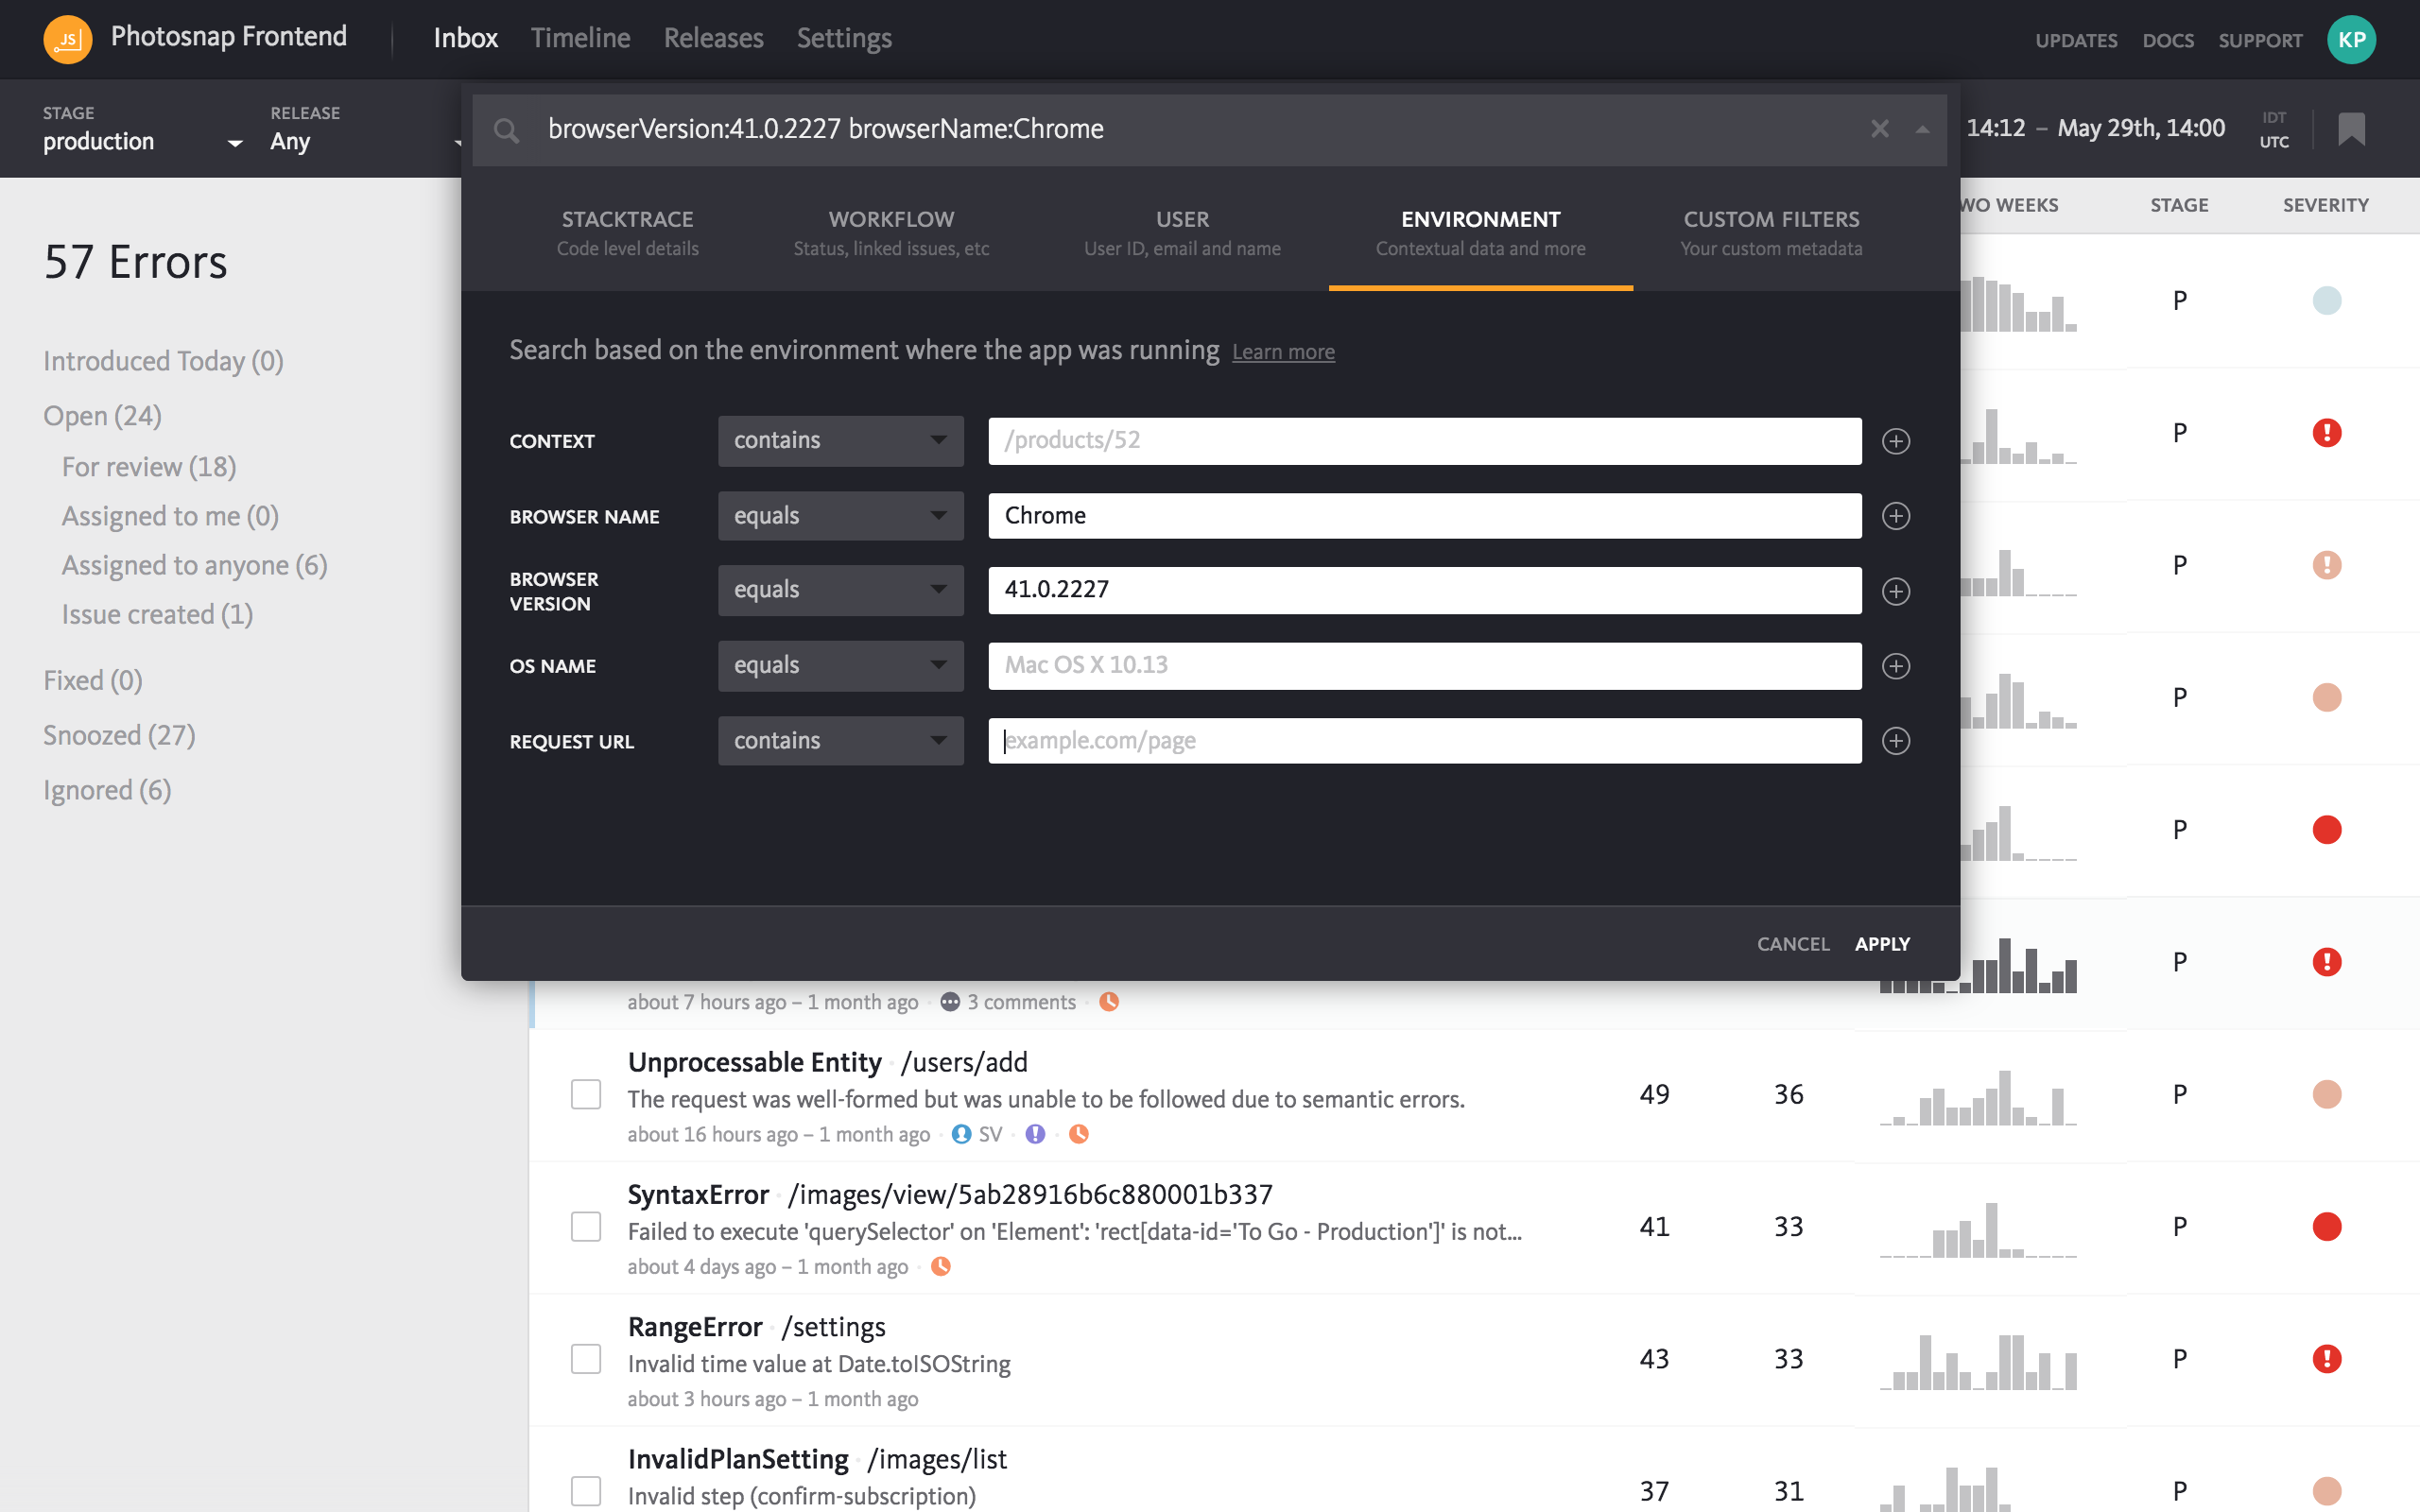 JS
Photosnap Frontend
Inbox Timeline Releases Settings
UPDATES DOCS SUPPORT KP
STAGE
production
RELEASE
Any
browserVersion:41.0.2227 browserName:Chrome
14:12 – May 29th, 14:00
IDT
UTC
STACKTRACE
Code level details
WORKFLOW
Status, linked issues, etc
USER
User ID, email and name
ENVIRONMENT
Contextual data and more
CUSTOM FILTERS
Your custom metadata
WEEKS STAGE SEVERITY
57 Errors
Introduced Today (0)
Open (24)
For review (18)
Assigned to me (0)
Assigned to anyone (6)
Issue created (1)
Fixed (0)
Snoozed (27)
Ignored (6)
Search based on the environment where the app was running Learn more
CONTEXT contains /products/52
BROWSER NAME equals Chrome
BROWSER
VERSION
equals 41.0.2227
OS NAME equals Mac OS X 10.13
REQUEST URL contains example.com/page
CANCEL APPLY
P
P
P
P
P
P
about 7 hours ago – 1 month ago · 3 comments ·
Unprocessable Entity · /users/add
The request was well-formed but was unable to be followed due to semantic errors.
about 16 hours ago – 1 month ago · SV · ·
49 36 P
SyntaxError · /images/view/5ab28916b6c880001b337
Failed to execute 'querySelector' on 'Element': 'rect[data-id='To Go - Production']' is not...
about 4 days ago – 1 month ago ·
41 33 P
RangeError · /settings
Invalid time value at Date.toISOString
about 3 hours ago – 1 month ago
43 33 P
InvalidPlanSetting · /images/list
Invalid step (confirm-subscription)
37 31 P